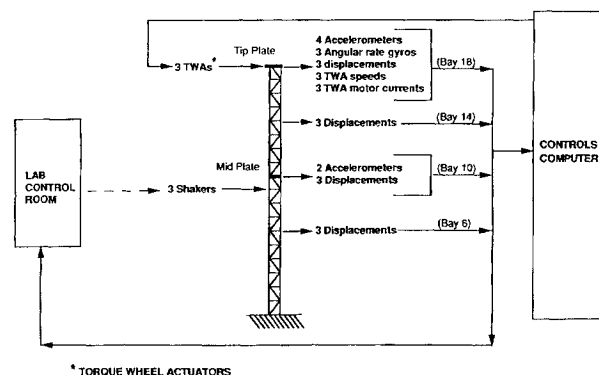 Tip Plate
3 TWAs*
4 Accelerometers
3 Angular rate gyros
3 displacements
3 TWA speeds
3 TWA motor currents
(Bay 18)
3 Displacements
(Bay 14)
CONTROLS
COMPUTER
LAB
CONTROL
ROOM
3 Shakers
Mid Plate
2 Accelerometers
3 Displacements
(Bay 10)
3 Displacements
(Bay 6)
* TORQUE WHEEL ACTUATORS